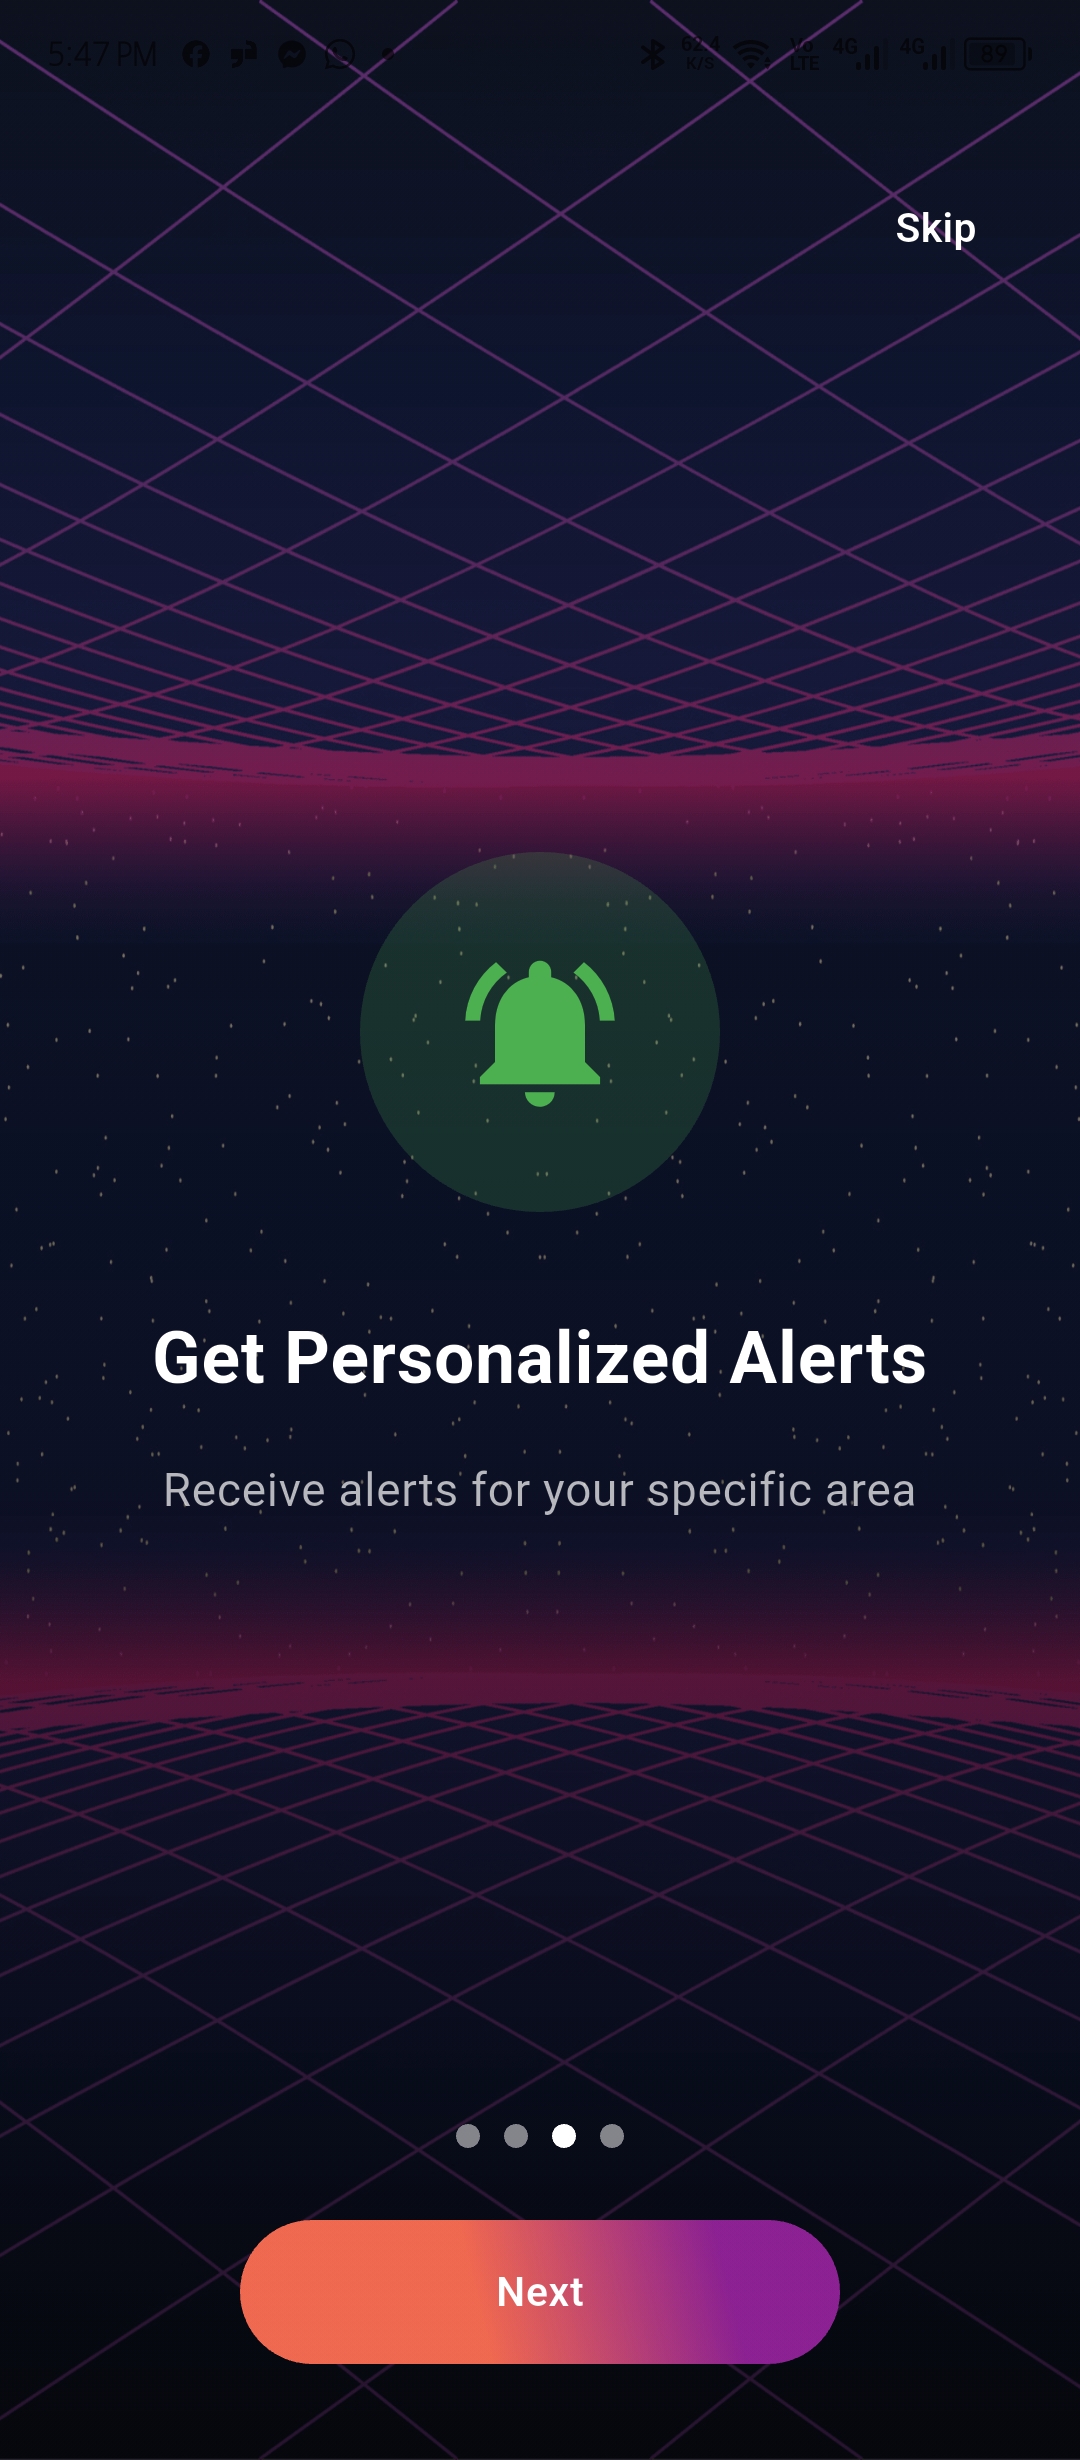 5:47 PM 62.4 K/S Vo LTE 4G 4G 89
Skip
Get Personalized Alerts
Receive alerts for your specific area
Next